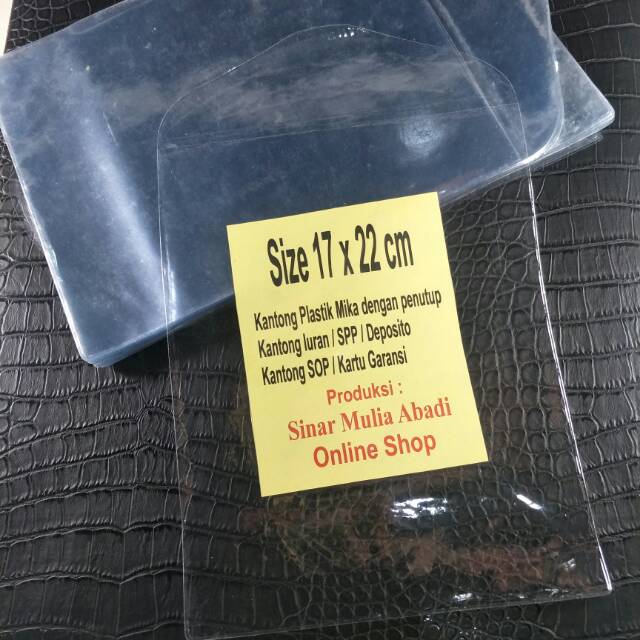 Size 17 x 22 cm
Kantong Plastik Mika dengan penutup
Kantong Iuran / SPP / Deposito
Kantong SOP / Kartu Garansi
Produksi :
Sinar Mulia Abadi
Online Shop